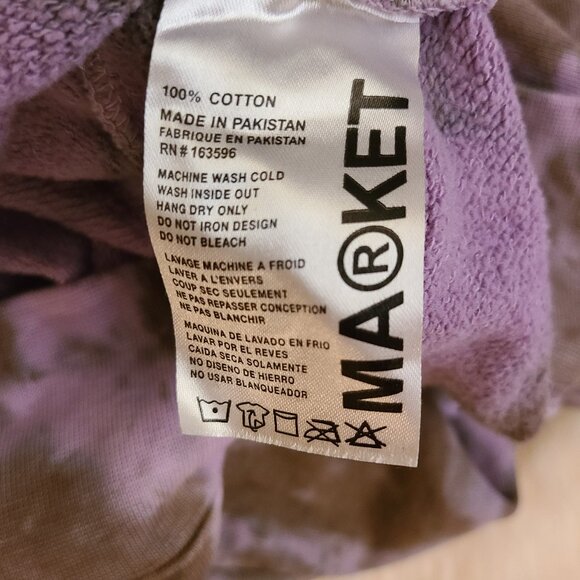 100% COTTON
MADE IN PAKISTAN
FABRIQUE EN PAKISTAN
RN # 163596
MACHINE WASH COLD
WASH INSIDE OUT
HANG DRY ONLY
DO NOT IRON DESIGN
DO NOT BLEACH
LAVAGE MACHINE A FROID
LAVER A L'ENVERS
COUP SEC SEULEMENT
NE PAS REPASSER CONCEPTION
NE PAS BLANCHIR
MAQUINA DE LAVADO EN FRIO
LAVAR POR EL REVES
CAIDA SECA SOLAMENTE
NO DISENO DE HIERRO
NO USAR BLANQUEADOR
MA®KET